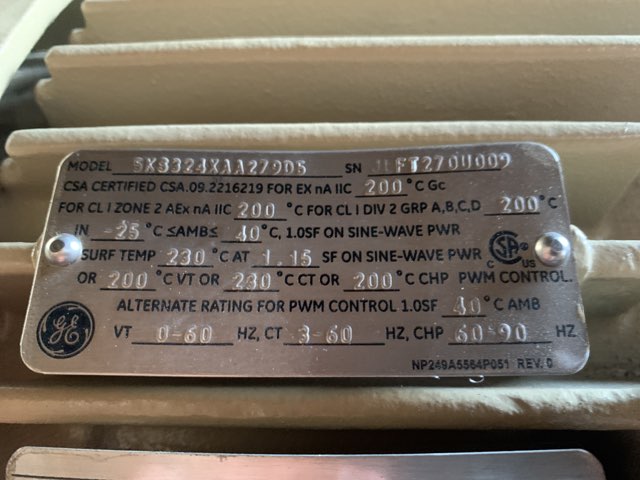 MODEL 5KS324XAA279D5 SN JLFT270U009
CSA CERTIFIED CSA.09.2216219 FOR EX nA IIC 200 °C Gc
FOR CL I ZONE 2 AEx nA IIC 200 °C FOR CL I DIV 2 GRP A,B,C,D 200 °C
IN -25 °C ≤AMB≤ 40 °C, 1.0SF ON SINE-WAVE PWR
SURF TEMP 230 °C AT 1.15 SF ON SINE-WAVE PWR
C SA ® US
OR 200 °C VT OR 230 °C CT OR 200 °C CHP PWM CONTROL.
ALTERNATE RATING FOR PWM CONTROL 1.0SF 40 °C AMB
GE
VT 0-60 HZ, CT 3-60 HZ, CHP 60-90 HZ
NP249A5564P051 REV. 0